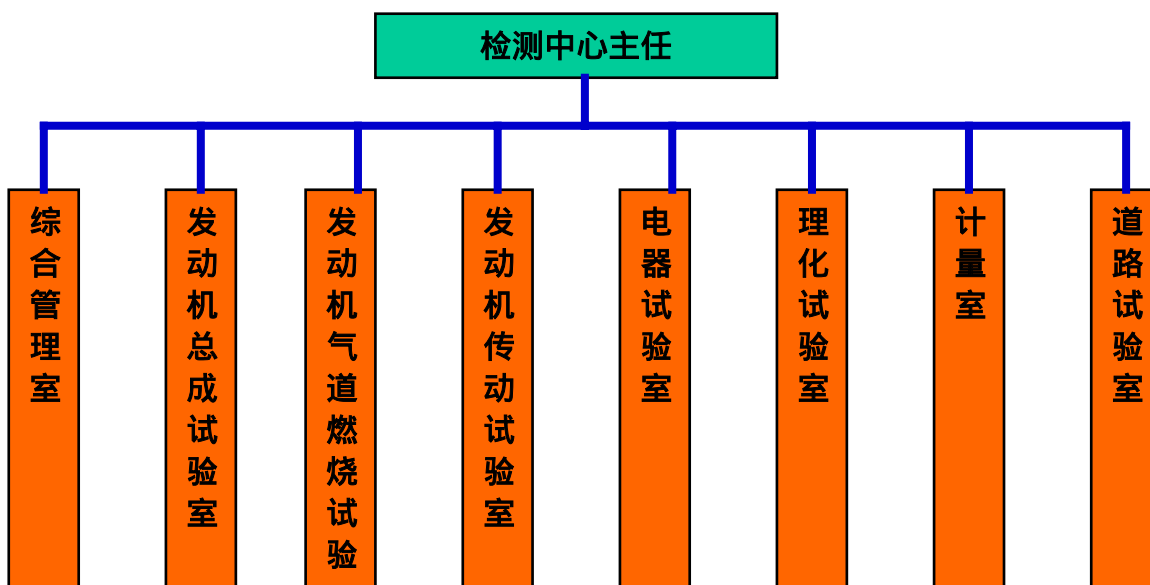 检测中心主任
综合管理室
发动机总成试验室
发动机气道燃烧试验
发动机传动试验室
电器试验室
理化试验室
计量室
道路试验室